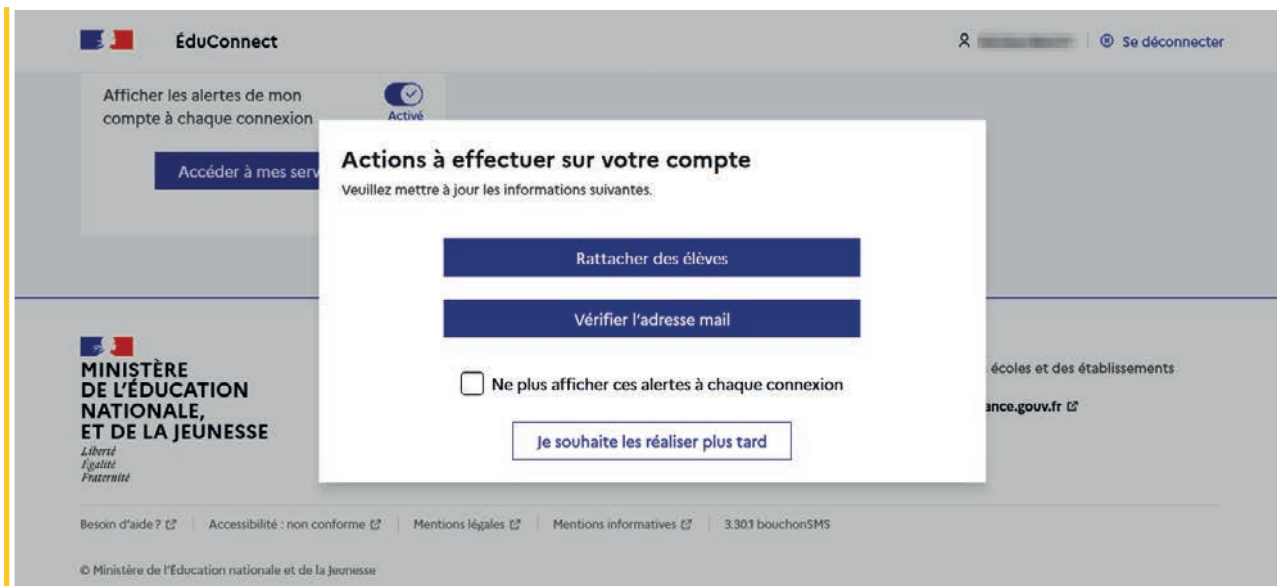 ÉduConnect
Se déconnecter
Afficher les alertes de mon
compte à chaque connexion
Activé
Accéder à mes serv
Actions à effectuer sur votre compte
Veuillez mettre à jour les informations suivantes.
Rattacher des élèves
Vérifier l'adresse mail
Ne plus afficher ces alertes à chaque connexion
Je souhaite les réaliser plus tard
MINISTÈRE
DE L'ÉDUCATION
NATIONALE,
ET DE LA JEUNESSE
Liberté
Égalité
Fraternité
écoles et des établissements
ance.gouv.fr
Besoin d'aide ? Accessibilité : non conforme Mentions légales Mentions informatives 3.30.1 bouchonSMS
© Ministère de l'Éducation nationale et de la Jeunesse